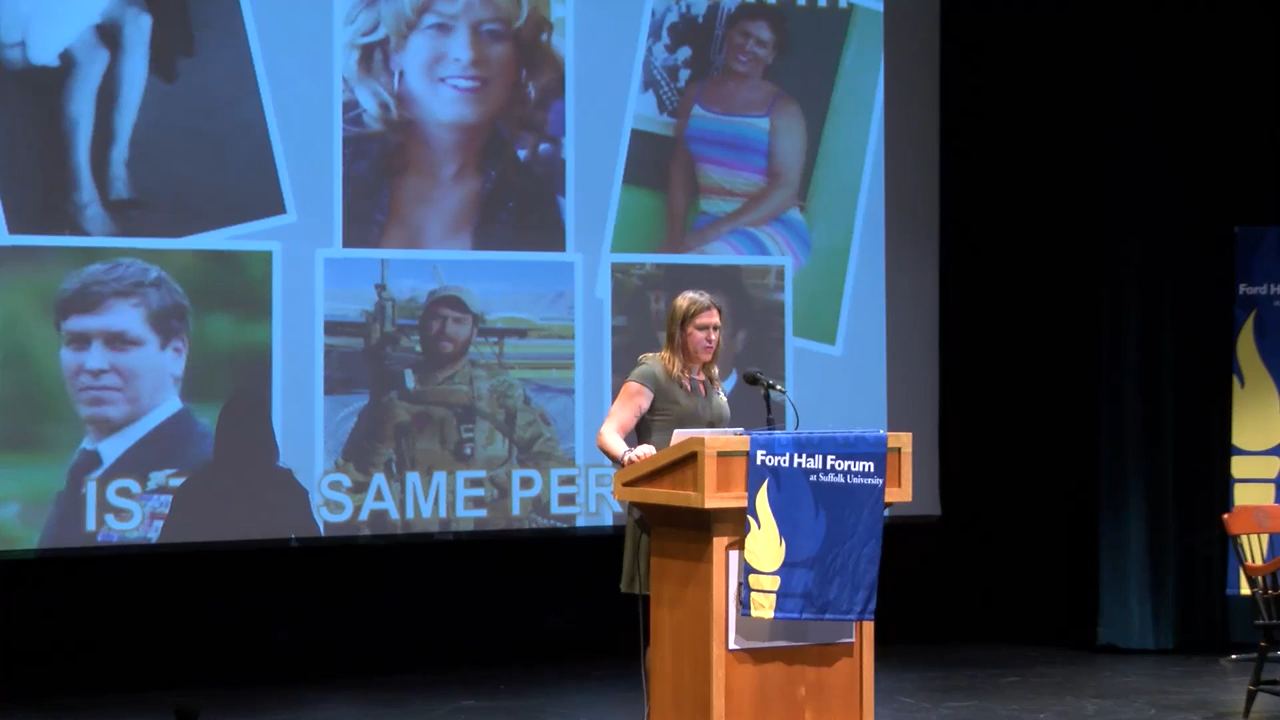 IS
SAME PER
Ford Hall Forum
at Suffolk University
Ford H